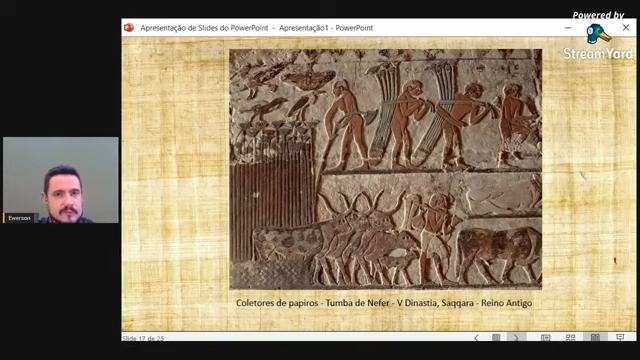 Apresentação de Slides do PowerPoint - Apresentação1 - PowerPoint
Powered by
StreamYard
Ewerson
Coletores de papiros - Tumba de Nefer - V Dinastia, Saqqara - Reino Antigo
Slide 17 de 25